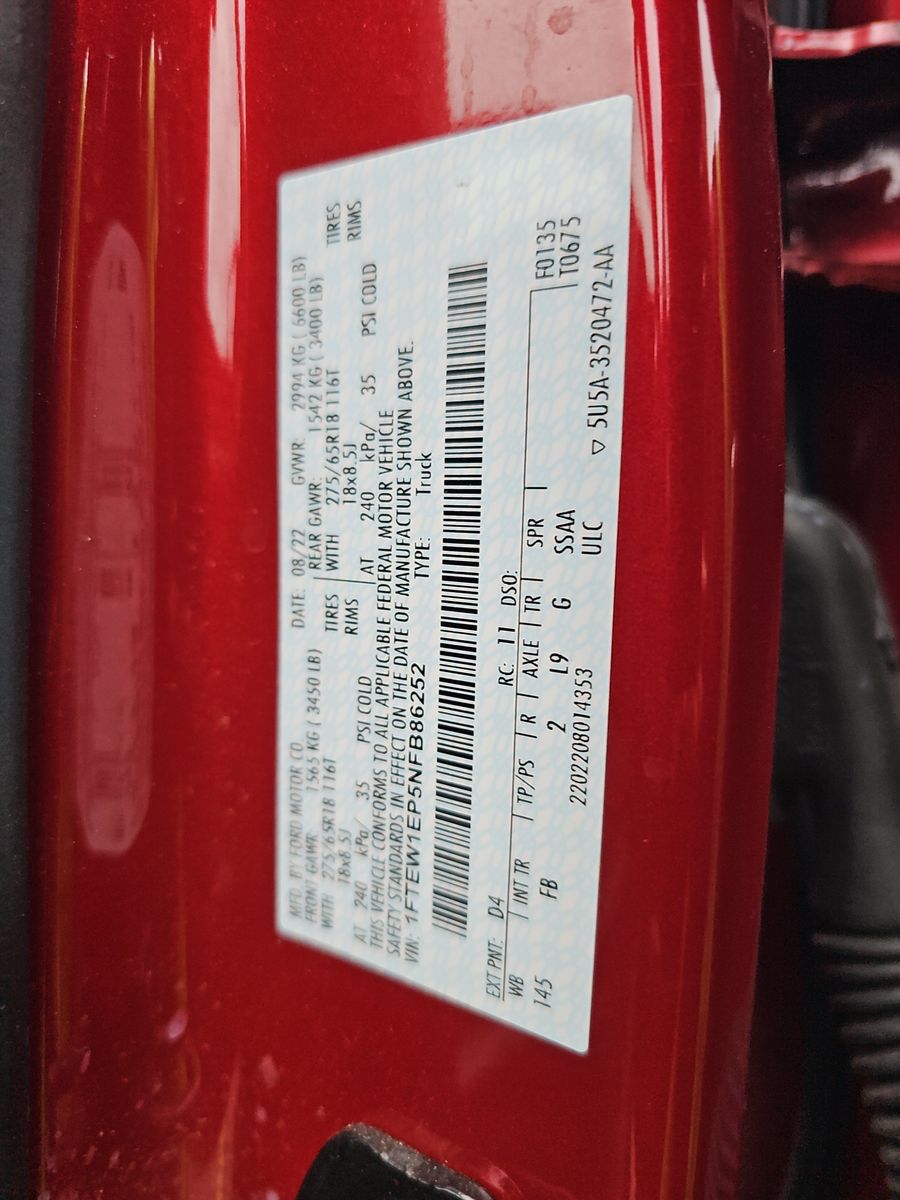 MFD. BY FORD MOTOR CO. DATE: 08/22 GVWR: 2994 KG ( 6600 LB)
FRONT GAWR: 1565 KG ( 3450 LB) REAR GAWR: 1542 KG ( 3400 LB)
WITH 275/65R18 116T TIRES WITH 275/65R18 116T TIRES
18x8.5J RIMS 18x8.5J RIMS
AT 240 kPa/ 35 PSI COLD AT 240 kPa/ 35 PSI COLD
THIS VEHICLE CONFORMS TO ALL APPLICABLE FEDERAL MOTOR VEHICLE
SAFETY STANDARDS IN EFFECT ON THE DATE OF MANUFACTURE SHOWN ABOVE.
VIN: 1FTEW1EP5NFB86252 TYPE: Truck
EXT PNT: D4 RC: 11 DSO:
WB INT TR TP/PS R AXLE TR SPR F0135
145 FB 2 L9 G SSAA T0675
2202208014353 ULC ▽ 5U5A-3520472-AA